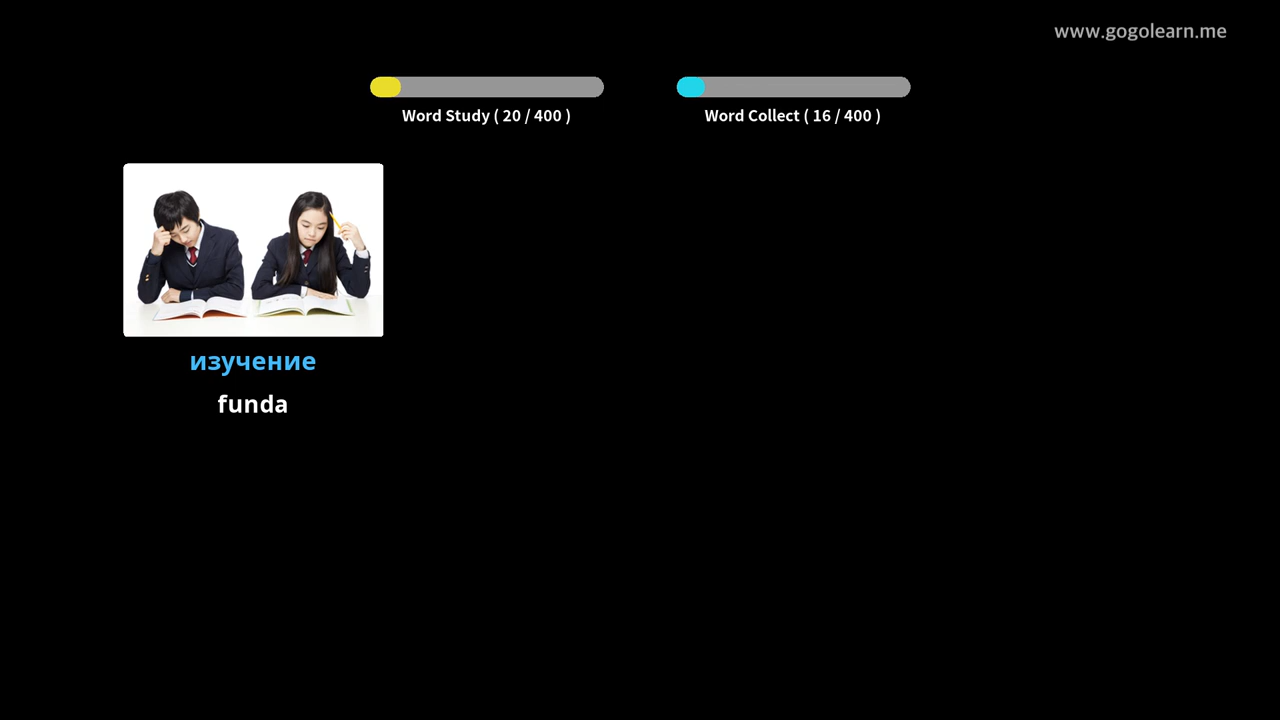 www.gogolearn.me
Word Study ( 20 / 400 )
Word Collect ( 16 / 400 )
изучение
funda